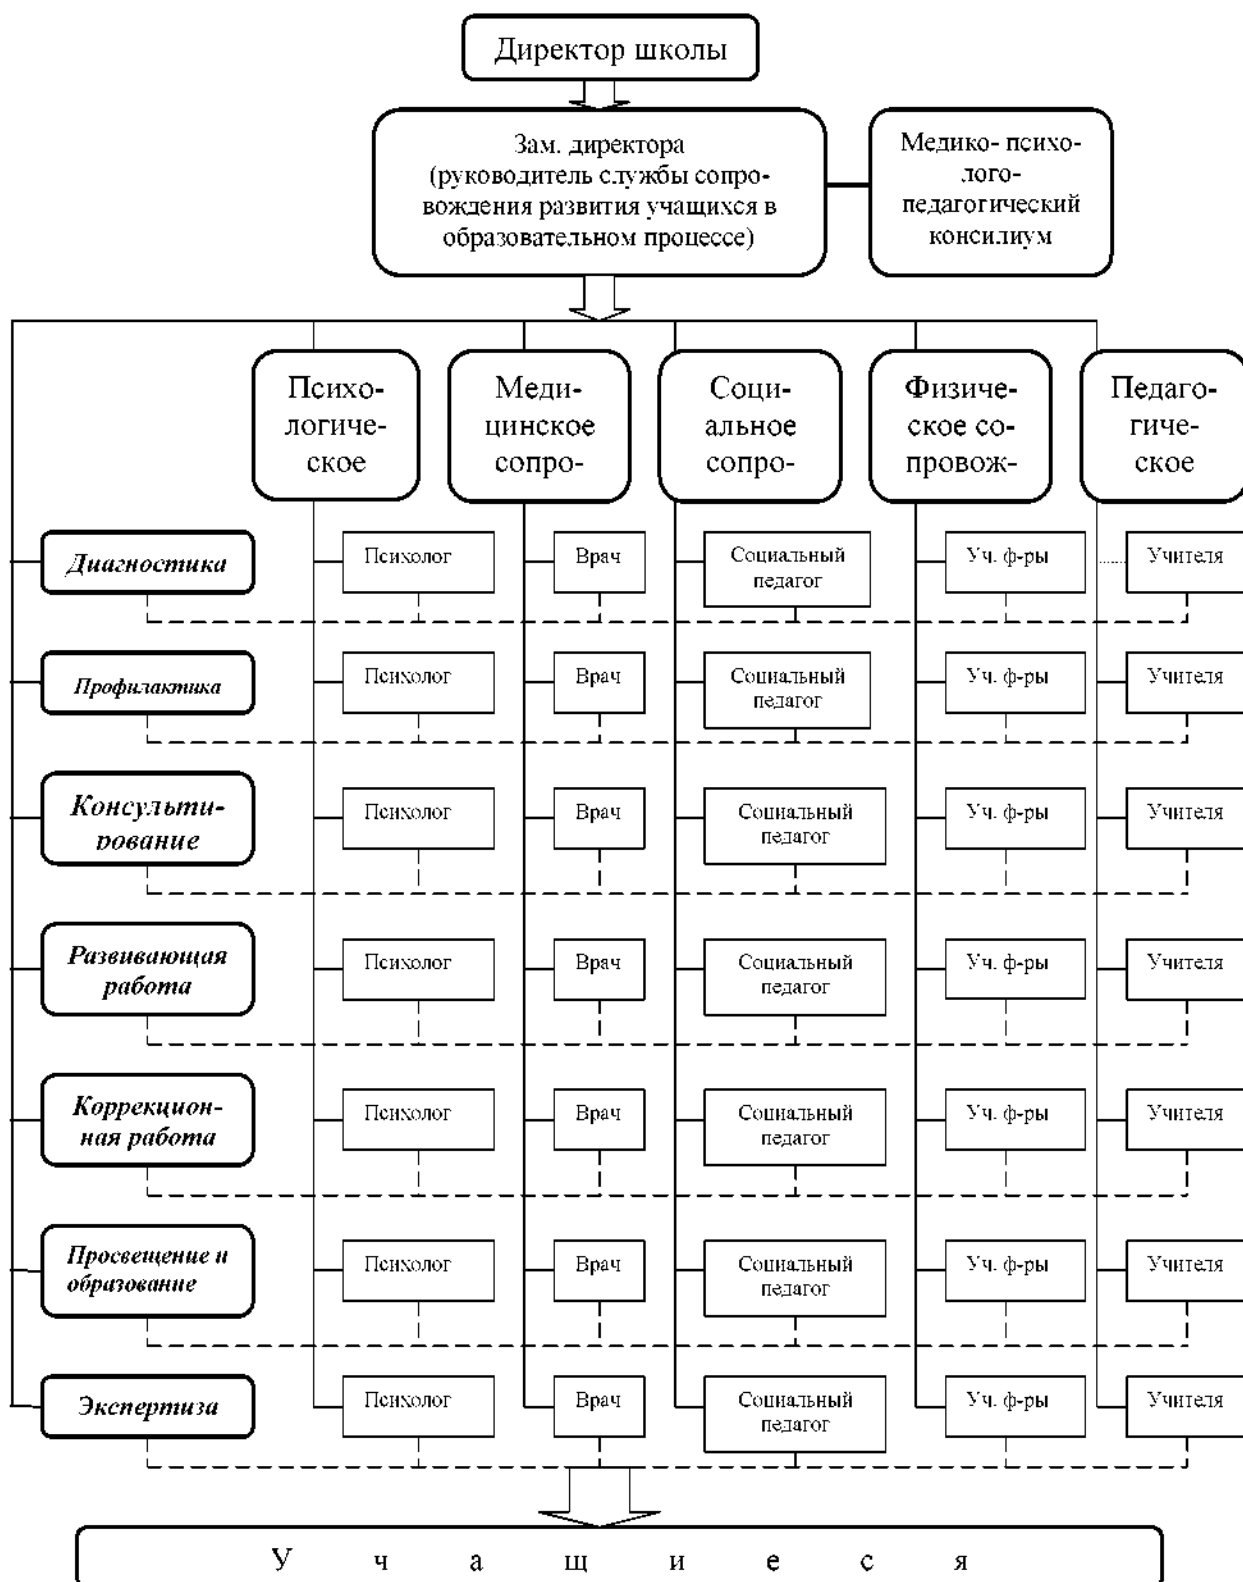 Директор школы
Зам. директора
(руководитель службы сопро-
вождения развития учащихся в
образовательном процессе)
Медико- психо-
лого-
педагогический
консилиум
Психо-
логиче-
ское
Меди-
цинское
сопро-
Соци-
альное
сопро-
Физиче-
ское со-
провож-
Педаго-
гиче-
ское
Диагностика
Психолог
Врач
Социальный
педагог
Уч. ф-ры
Учителя
Профилактика
Психолог
Врач
Социальный
педагог
Уч. ф-ры
Учителя
Консульти-
рование
Психолог
Врач
Социальный
педагог
Уч. ф-ры
Учителя
Развивающая
работа
Психолог
Врач
Социальный
педагог
Уч. ф-ры
Учителя
Коррекцион-
ная работа
Психолог
Врач
Социальный
педагог
Уч. ф-ры
Учителя
Просвещение и
образование
Психолог
Врач
Социальный
педагог
Уч. ф-ры
Учителя
Экспертиза
Психолог
Врач
Социальный
педагог
Уч. ф-ры
Учителя
У ч а щ и е с я